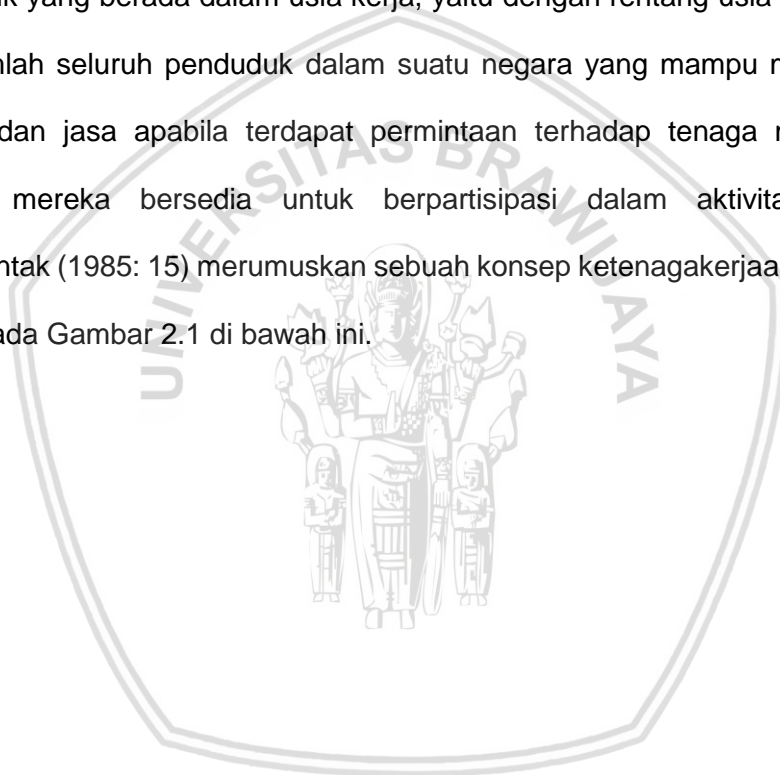 k yang berada dalam usia kerja, yaitu dengan rentang usia
nlah seluruh penduduk dalam suatu negara yang mampu
dan jasa apabila terdapat permintaan terhadap tenaga
mereka bersedia untuk berpartisipasi dalam aktivita
ntak (1985: 15) merumuskan sebuah konsep ketenagakerjaa
ada Gambar 2.1 di bawah ini.
UNIVERSITAS BRAWIJAYA